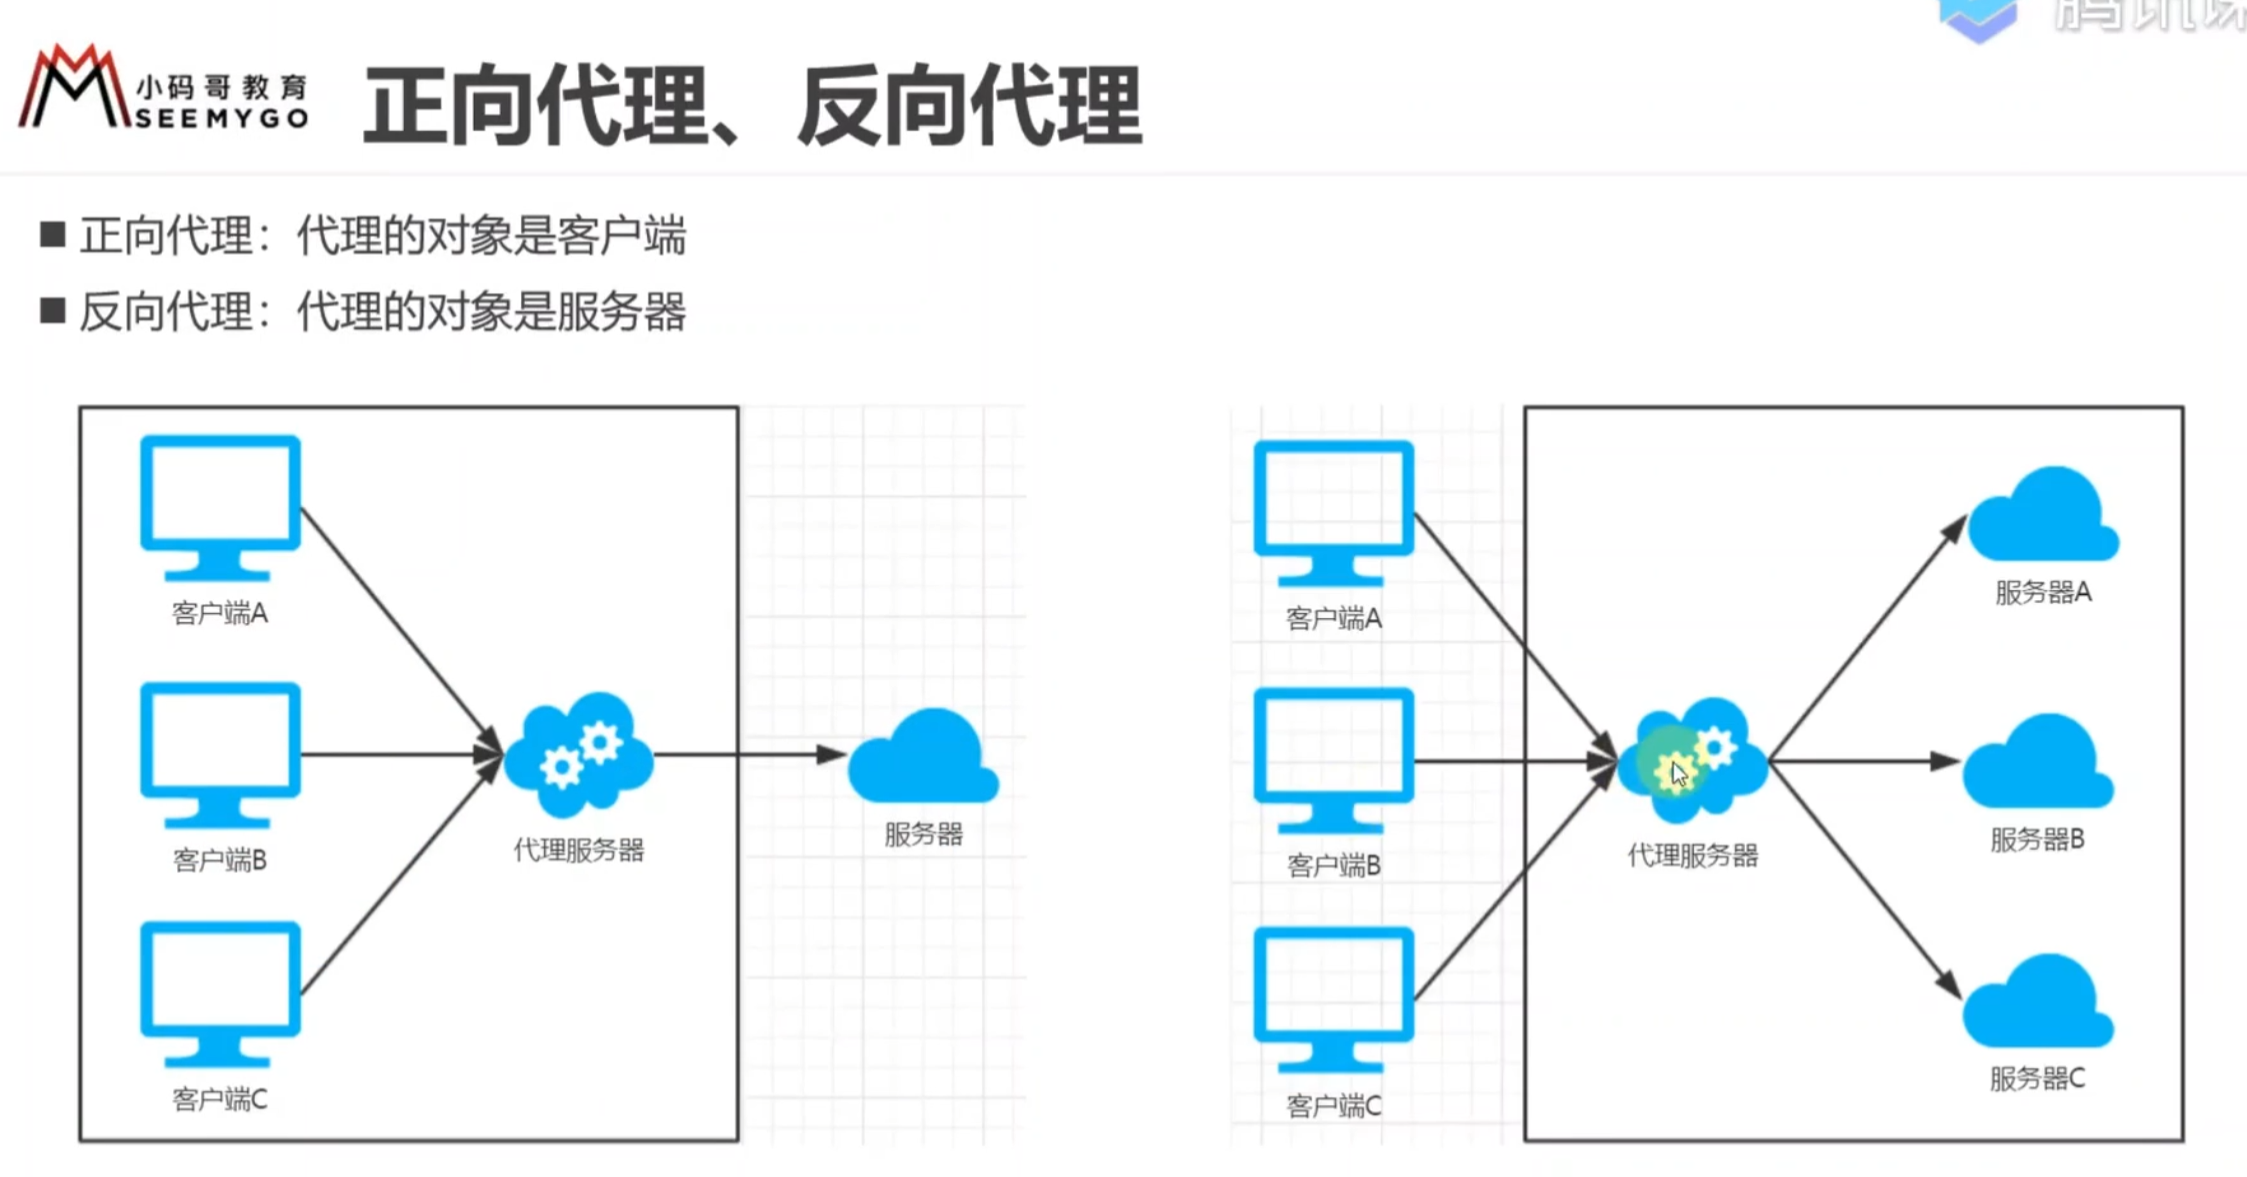 腾讯课
小码哥教育
SEEMYGO
正向代理、反向代理
■ 正向代理：代理的对象是客户端
■ 反向代理：代理的对象是服务器
客户端A
客户端B
客户端C
代理服务器
服务器
客户端A
客户端B
客户端C
代理服务器
服务器A
服务器B
服务器C